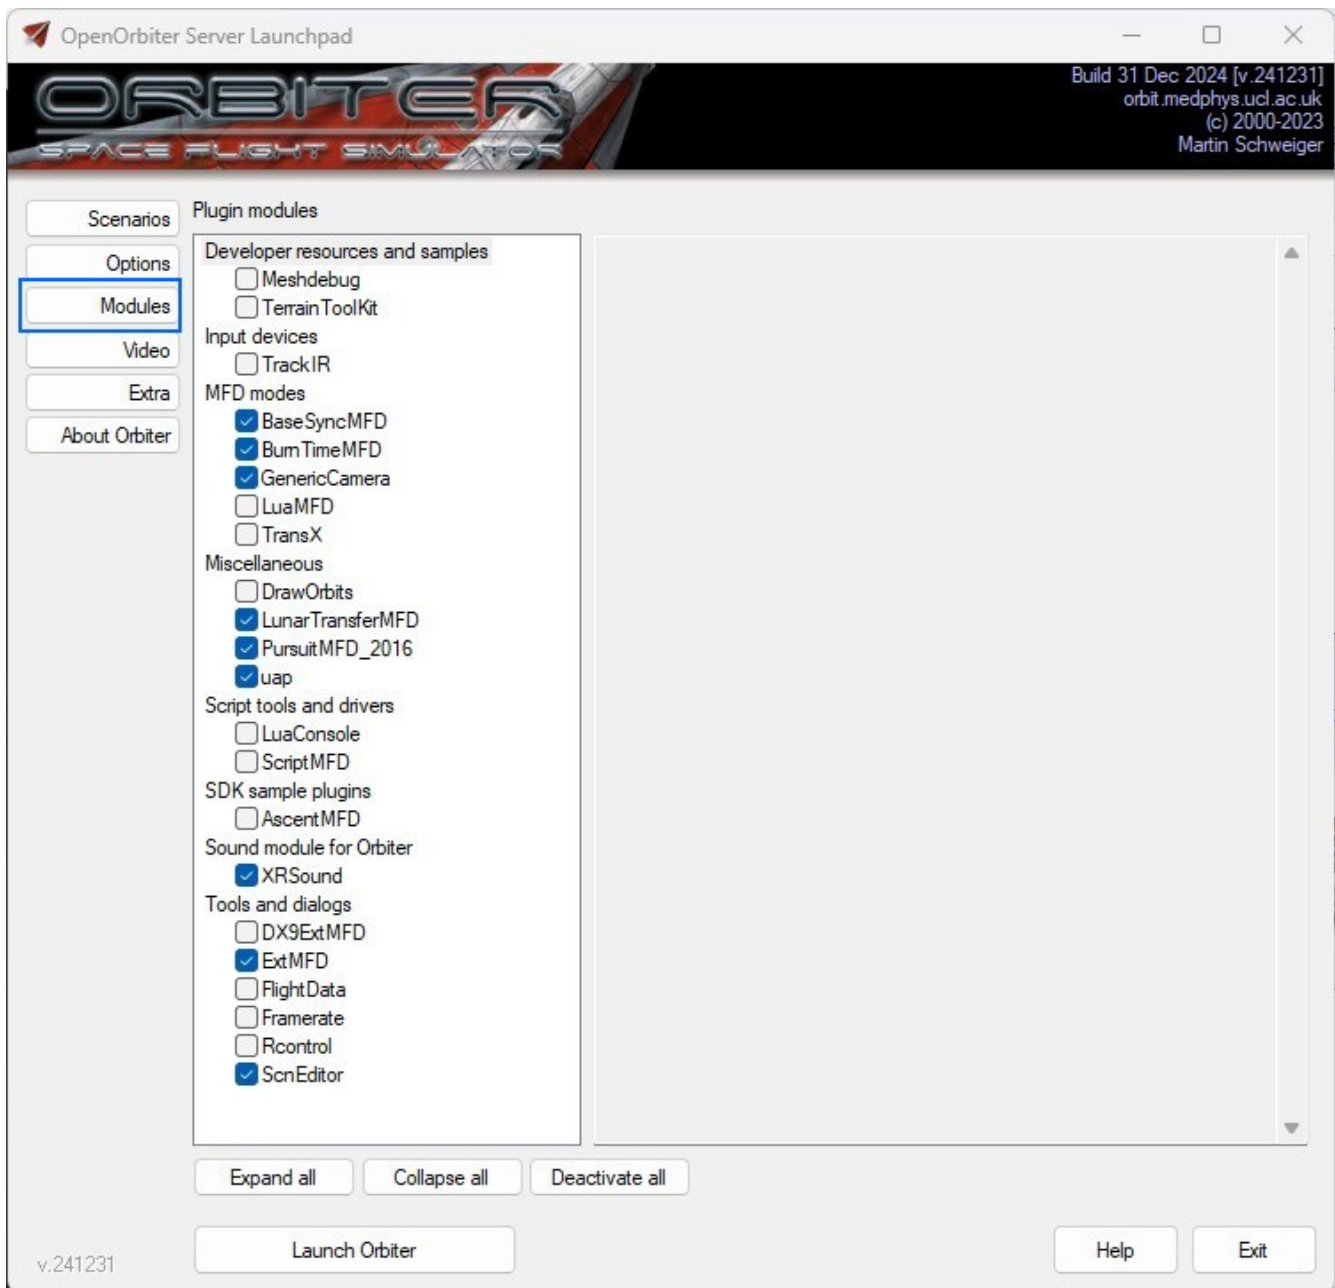 OpenOrbiter Server Launchpad
ORBITER
SPACE FLIGHT SIMULATOR
Build 31 Dec 2024 [v.241231]
orbit.medphys.ucl.ac.uk
(c) 2000-2023
Martin Schweiger
Scenarios
Options
Modules
Video
Extra
About Orbiter
Plugin modules
Developer resources and samples
Meshdebug
TerrainToolKit
Input devices
TrackIR
MFD modes
BaseSyncMFD
BurnTimeMFD
GenericCamera
LuaMFD
TransX
Miscellaneous
DrawOrbits
LunarTransferMFD
PursuitMFD_2016
uap
Script tools and drivers
LuaConsole
ScriptMFD
SDK sample plugins
AscentMFD
Sound module for Orbiter
XRSound
Tools and dialogs
DX9ExtMFD
ExtMFD
FlightData
Framerate
Rcontrol
ScnEditor
Expand all
Collapse all
Deactivate all
v.241231
Launch Orbiter
Help
Exit